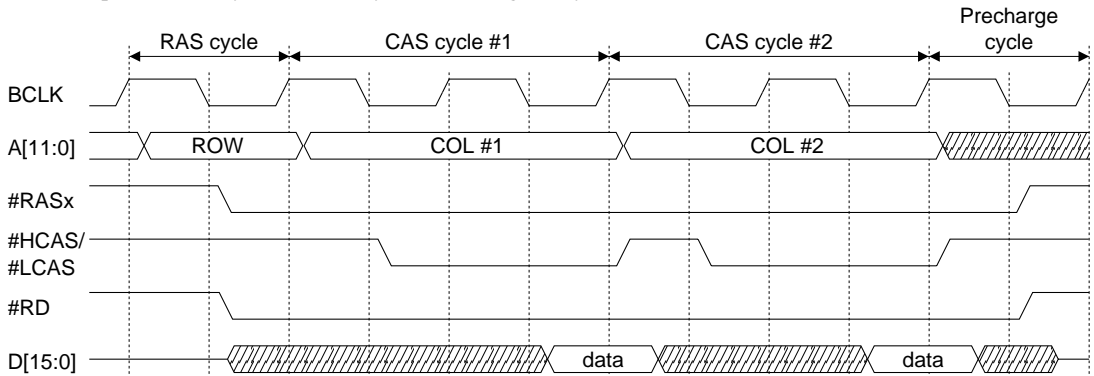 Precharge
RAS cycle CAS cycle #1 CAS cycle #2 cycle
BCLK
A[11:0] ROW COL #1 COL #2
#RASx
#HCAS/
#LCAS
#RD
D[15:0] data data